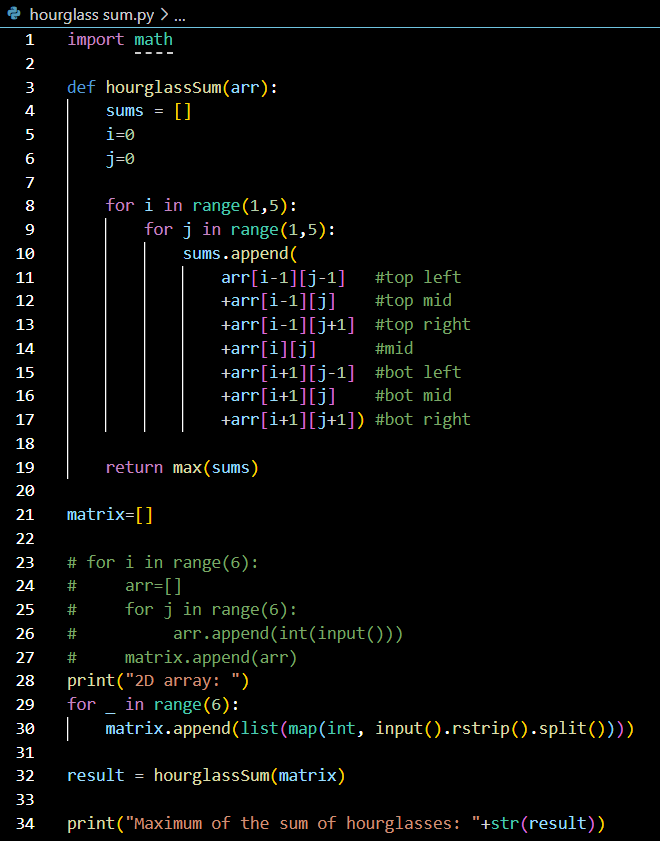 hourglass sum.py > ...
1 import math
2
3 def hourglassSum(arr):
4     sums = []
5     i=0
6     j=0
7
8     for i in range(1,5):
9         for j in range(1,5):
10             sums.append(
11                 arr[i-1][j-1]   #top left
12                 +arr[i-1][j]    #top mid
13                 +arr[i-1][j+1]  #top right
14                 +arr[i][j]      #mid
15                 +arr[i+1][j-1]  #bot left
16                 +arr[i+1][j]    #bot mid
17                 +arr[i+1][j+1]) #bot right
18
19     return max(sums)
20
21 matrix=[]
22
23 # for i in range(6):
24 #     arr=[]
25 #     for j in range(6):
26 #          arr.append(int(input()))
27 #     matrix.append(arr)
28 print("2D array: ")
29 for _ in range(6):
30     matrix.append(list(map(int, input().rstrip().split())))
31
32 result = hourglassSum(matrix)
33
34 print("Maximum of the sum of hourglasses: "+str(result))